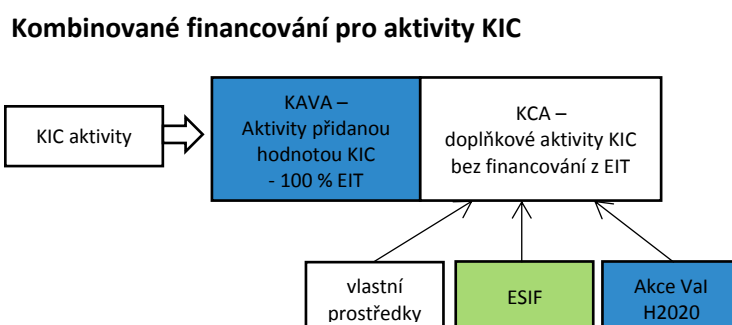 Kombinované financování pro aktivity KIC
KIC aktivity
KAVA –
Aktivity přidanou
hodnotou KIC
- 100 % EIT
KCA –
doplňkové aktivity KIC
bez financování z EIT
vlastní
prostředky
ESIF
Akce VaI
H2020